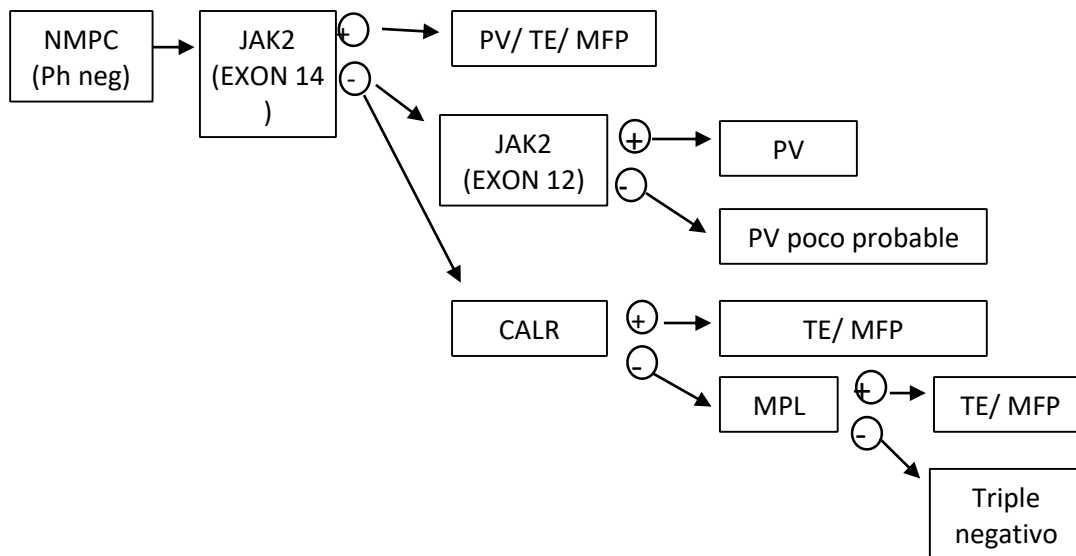 NMPC
(Ph neg)
JAK2
(EXON 14
)
+
-
PV/ TE/ MFP
JAK2
(EXON 12)
+
-
PV
PV poco probable
CALR
+
-
TE/ MFP
MPL
+
-
TE/ MFP
Triple
negativo